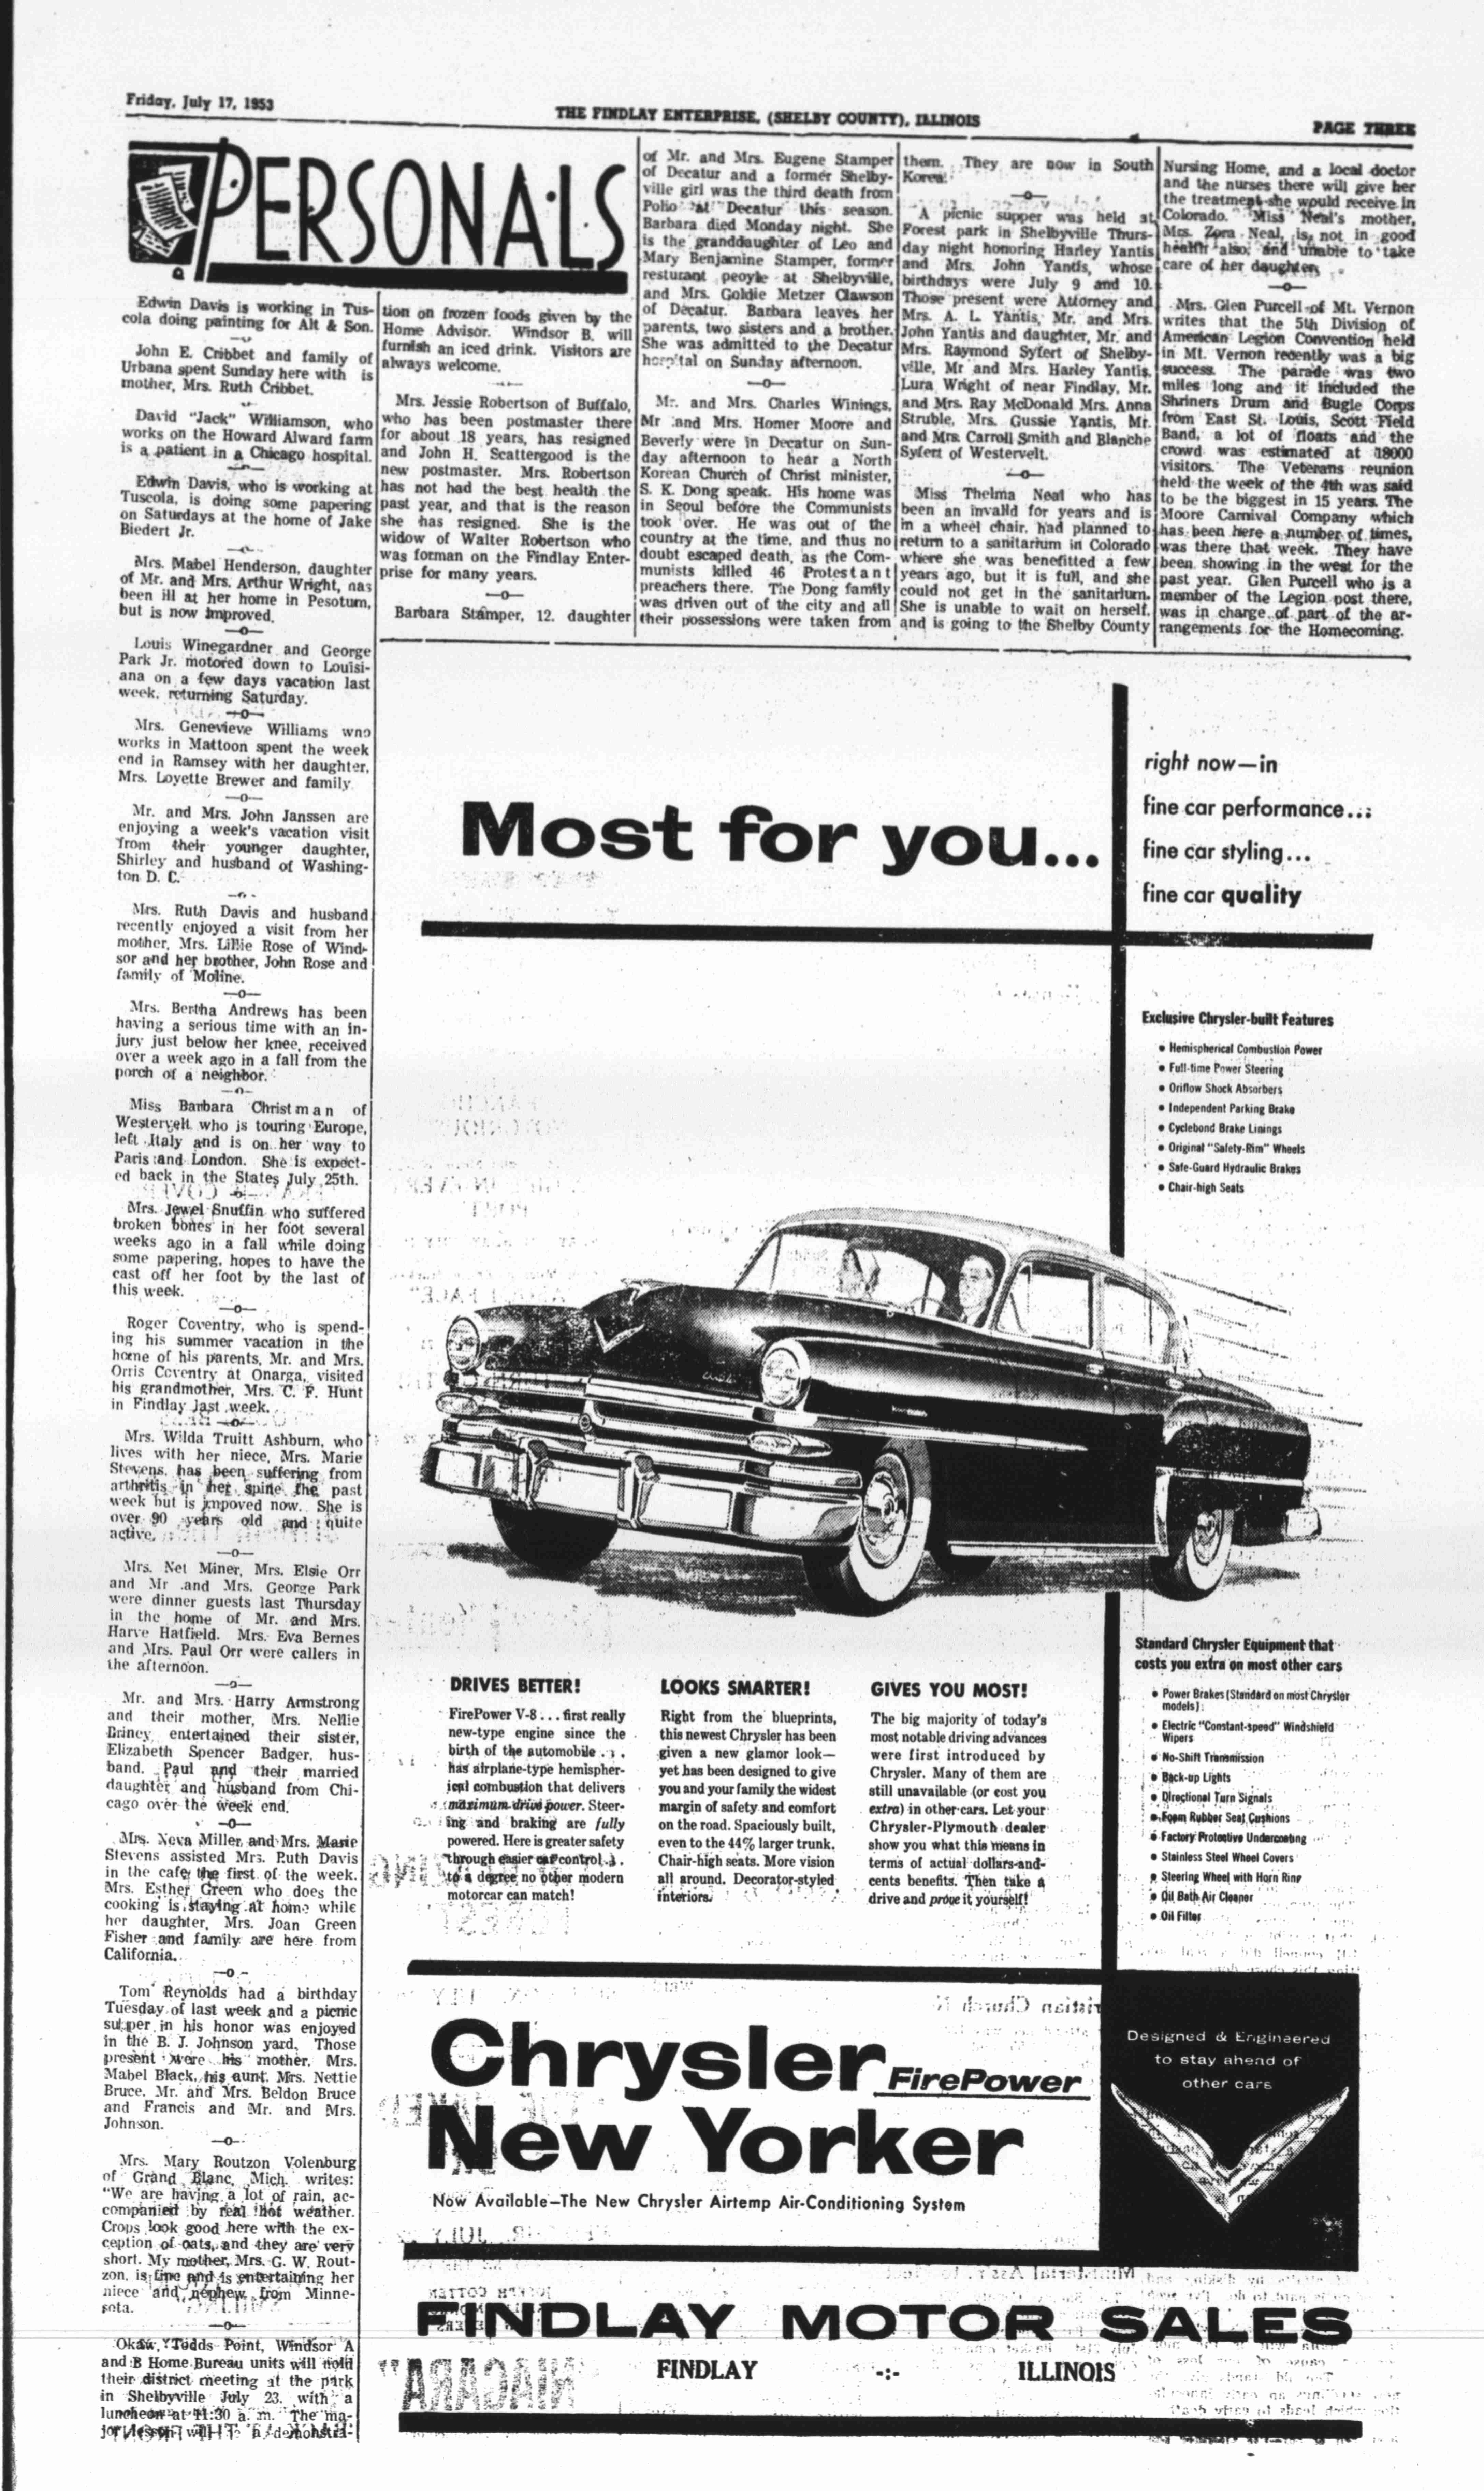 Friday, July 17, 1953
THE FINDLAY ENTERPRISE, (SHELBY COUNTY), ILLINOIS
PAGE THREE
PERSONALS
Edwin Davis is working in Tus-
cola doing painting for Alt & Son.
John E. Cribbet and family of
Urbana spent Sunday here with is
mother, Mrs. Ruth Cribbet.
David "Jack" Williamson, who
works on the Howard Alward farm
is a patient in a Chicago hospital.
Edwin Davis, who is working at
Tuscola, is doing some papering
on Saturdays at the home of Jake
Biedert Jr.
Mrs. Mabel Henderson, daughter
of Mr. and Mrs. Arthur Wright, has
been ill at her home in Pesotum,
but is now improved.
—o—
Louis Winegardner and George
Park Jr. motored down to Louisi-
ana on a few days vacation last
week, returning Saturday.
—o—
Mrs. Genevieve Williams who
works in Mattoon spent the week
end in Ramsey with her daughter,
Mrs. Loyette Brewer and family
—o—
Mr. and Mrs. John Janssen are
enjoying a week's vacation visit
from their younger daughter,
Shirley and husband of Washing-
ton D. C.
Mrs. Ruth Davis and husband
recently enjoyed a visit from her
mother, Mrs. Lillie Rose of Wind-
sor and her brother, John Rose and
family of Moline.
—o—
Mrs. Bertha Andrews has been
having a serious time with an in-
jury just below her knee, received
over a week ago in a fall from the
porch of a neighbor.
—o—
Miss Barbara Christman of
Westervelt who is touring Europe,
left Italy and is on her way to
Paris and London. She is expect-
ed back in the States July 25th.
Mrs. Jewel Snuffin who suffered
broken bones in her foot several
weeks ago in a fall while doing
some papering, hopes to have the
cast off her foot by the last of
this week.
—o—
Roger Coventry, who is spend-
ing his summer vacation in the
home of his parents, Mr. and Mrs.
Orris Coventry at Onarga, visited
his grandmother, Mrs. C. F. Hunt
in Findlay last week.
—o—
Mrs. Wilda Truitt Ashburn, who
lives with her niece, Mrs. Marie
Stevens, has been suffering from
arthritis in her spine the past
week but is impoved now. She is
over 90 years old and quite
active.
—o—
Mrs. Net Miner, Mrs. Elsie Orr
and Mr .and Mrs. George Park
were dinner guests last Thursday
in the home of Mr. and Mrs.
Harve Hatfield. Mrs. Eva Bernes
and Mrs. Paul Orr were callers in
the afternoon.
—o—
Mr. and Mrs. Harry Armstrong
and their mother, Mrs. Nellie
Briney entertained their sister,
Elizabeth Spencer Badger, hus-
band, Paul and their married
daughter and husband from Chi-
cago over the week end.
—o—
Mrs. Neva Miller and Mrs. Marie
Stevens assisted Mrs. Ruth Davis
in the cafe the first of the week.
Mrs. Esther Green who does the
cooking is staying at home while
her daughter, Mrs. Joan Green
Fisher and family are here from
California.
—o—
Tom Reynolds had a birthday
Tuesday of last week and a picnic
supper in his honor was enjoyed
in the B. J. Johnson yard. Those
present were his mother, Mrs.
Mabel Black, his aunt, Mrs. Nettie
Bruce, Mr. and Mrs. Beldon Bruce
and Francis and Mr. and Mrs.
Johnson.
—o—
Mrs. Mary Routzon Volenburg
of Grand Blanc, Mich. writes:
"We are having a lot of rain, ac-
companied by real hot weather.
Crops look good here with the ex-
ception of oats, and they are very
short. My mother, Mrs. G. W. Rout-
zon, is fine and is entertaining her
niece and nephew from Minne-
sota.
—o—
Okaw, Todds Point, Windsor A
and B Home Bureau units will hold
their district meeting at the park
in Shelbyville July 23, with a
luncheon at 11:30 a. m. The ma-
jor lesson will be a demonstra-
tion on frozen foods given by the
Home Advisor. Windsor B. will
furnish an iced drink. Visitors are
always welcome.
Mrs. Jessie Robertson of Buffalo,
who has been postmaster there
for about 18 years, has resigned
and John H. Scattergood is the
new postmaster. Mrs. Robertson
has not had the best health the
past year, and that is the reason
she has resigned. She is the
widow of Walter Robertson who
was forman on the Findlay Enter-
prise for many years.
—o—
Barbara Stamper, 12, daughter
of Mr. and Mrs. Eugene Stamper
of Decatur and a former Shelby-
ville girl was the third death from
Polio at Decatur this season.
Barbara died Monday night. She
is the granddaughter of Leo and
Mary Benjamine Stamper, former
resturant peoyle at Shelbyville,
and Mrs. Goldie Metzer Clawson
of Decatur. Barbara leaves her
parents, two sisters and a brother.
She was admitted to the Decatur
hospital on Sunday afternoon.
—o—
Mr. and Mrs. Charles Winings,
Mr and Mrs. Homer Moore and
Beverly were in Decatur on Sun-
day afternoon to hear a North
Korean Church of Christ minister,
S. K. Dong speak. His home was
in Seoul before the Communists
took over. He was out of the
country at the time, and thus no
doubt escaped death, as the Com-
munists killed 46 Protestant
preachers there. The Dong family
was driven out of the city and all
their possessions were taken from
them. They are now in South
Korea.
—o—
A picnic supper was held at
Forest park in Shelbyville Thurs-
day night honoring Harley Yantis
and Mrs. John Yantis, whose
birthdays were July 9 and 10.
Those present were Attorney and
Mrs. A. L. Yantis, Mr. and Mrs.
John Yantis and daughter, Mr. and
Mrs. Raymond Syfert of Shelby-
ville, Mr and Mrs. Harley Yantis,
Lura Wright of near Findlay, Mr.
and Mrs. Ray McDonald Mrs. Anna
Struble, Mrs. Gussie Yantis, Mr.
and Mrs. Carroll Smith and Blanche
Syfert of Westervelt.
—o—
Miss Thelma Neal who has
been an invalid for years and is
in a wheel chair, had planned to
return to a sanitarium in Colorado
where she was benefitted a few
years ago, but it is full, and she
could not get in the sanitarium.
She is unable to wait on herself,
and is going to the Shelby County
Nursing Home, and a local doctor
and the nurses there will give her
the treatment she would receive in
Colorado. Miss Neal's mother,
Mrs. Zora Neal, is not in good
health also, and unable to take
care of her daughter.
—o—
Mrs. Glen Purcell of Mt. Vernon
writes that the 5th Division of
American Legion Convention held
in Mt. Vernon recently was a big
success. The parade was two
miles long and it included the
Shriners Drum and Bugle Corps
from East St. Louis, Scott Field
Band, a lot of floats and the
crowd was estimated at 18000
visitors. The Veterans reunion
held the week of the 4th was said
to be the biggest in 15 years. The
Moore Carnival Company which
has been here a number of times,
was there that week. They have
been showing in the west for the
past year. Glen Purcell who is a
member of the Legion post there,
was in charge of part of the ar-
rangements for the Homecoming.
Most for you...
right now—in
fine car performance...
fine car styling...
fine car quality
Exclusive Chrysler-built Features
• Hemispherical Combustion Power
• Full-time Power Steering
• Oriflow Shock Absorbers
• Independent Parking Brake
• Cyclebond Brake Linings
• Original "Safety-Rim" Wheels
• Safe-Guard Hydraulic Brakes
• Chair-high Seats
DRIVES BETTER!
FirePower V-8...first really
new-type engine since the
birth of the automobile...
has airplane-type hemispher-
ical combustion that delivers
maximum drive power. Steer-
ing and braking are fully
powered. Here is greater safety
through easier car control...
to a degree no other modern
motorcar can match!
LOOKS SMARTER!
Right from the blueprints,
this newest Chrysler has been
given a new glamor look—
yet has been designed to give
you and your family the widest
margin of safety and comfort
on the road. Spaciously built,
even to the 44% larger trunk.
Chair-high seats. More vision
all around. Decorator-styled
interiors.
GIVES YOU MOST!
The big majority of today's
most notable driving advances
were first introduced by
Chrysler. Many of them are
still unavailable (or cost you
extra) in other cars. Let your
Chrysler-Plymouth dealer
show you what this means in
terms of actual dollars-and-
cents benefits. Then take a
drive and prove it yourself!
Standard Chrysler Equipment that
costs you extra on most other cars
• Power Brakes (Standard on most Chrysler
models)
• Electric "Constant-speed" Windshield
Wipers
• No-Shift Transmission
• Back-up Lights
• Directional Turn Signals
• Foam Rubber Seat Cushions
• Factory Protective Undercoating
• Stainless Steel Wheel Covers
• Steering Wheel with Horn Ring
• Oil Bath Air Cleaner
• Oil Filter
Chrysler FirePower
New Yorker
Now Available—The New Chrysler Airtemp Air-Conditioning System
Designed & Engineered
to stay ahead of
other cars
FINDLAY MOTOR SALES
FINDLAY -:- ILLINOIS